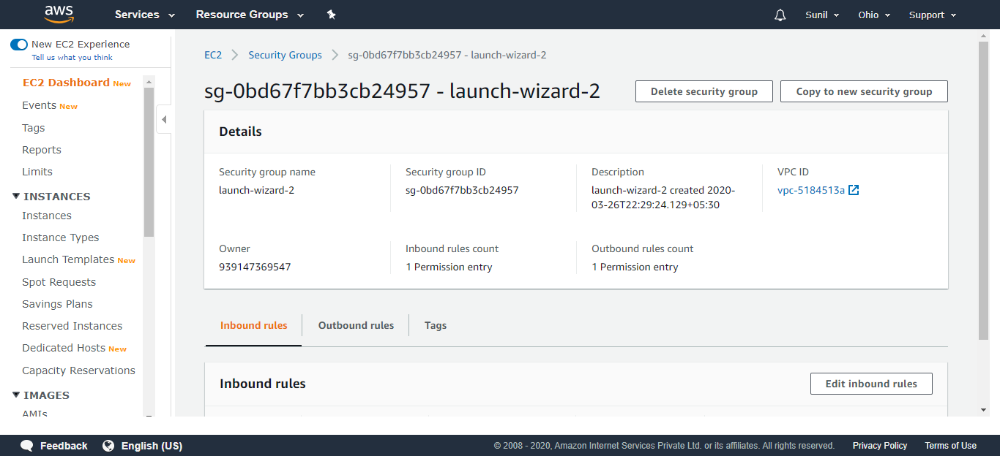 aws Services Resource Groups Sunil Ohio Support
New EC2 Experience
Tell us what you think
EC2 Dashboard New
Events New
Tags
Reports
Limits
INSTANCES
Instances
Instance Types
Launch Templates New
Spot Requests
Savings Plans
Reserved Instances
Dedicated Hosts New
Capacity Reservations
IMAGES
AMIs
EC2 Security Groups sg-0bd67f7bb3cb24957 - launch-wizard-2
sg-0bd67f7bb3cb24957 - launch-wizard-2 Delete security group Copy to new security group
Details
Security group name Security group ID Description VPC ID
launch-wizard-2 sg-0bd67f7bb3cb24957 launch-wizard-2 created 2020- vpc-5184513a
03-26T22:29:24.129+05:30
Owner Inbound rules count Outbound rules count
939147369547 1 Permission entry 1 Permission entry
Inbound rules Outbound rules Tags
Inbound rules Edit inbound rules
Feedback English (US) © 2008 - 2020, Amazon Internet Services Private Ltd. or its affiliates. All rights reserved. Privacy Policy Terms of Use